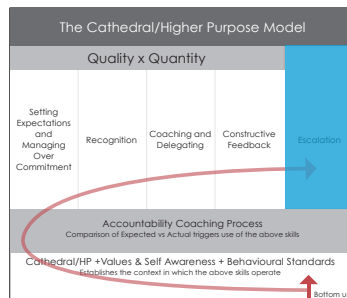 The Cathedral/Higher Purpose Model
Quality x Quantity
Setting
Expectations
and
Managing
Over
Commitment
Recognition
Coaching and
Delegating
Constructive
Feedback
Escalation
Accountability Coaching Process
Comparison of Expected vs Actual triggers use of the above skills
Cathedral/HP +Values & Self Awareness + Behavioural Standards
Establishes the context in which the above skills operate
Bottom u